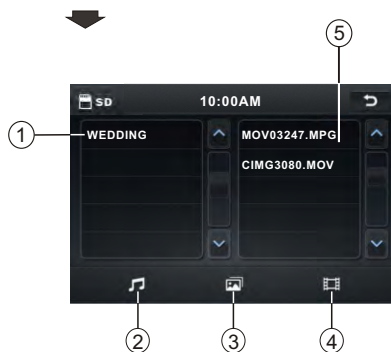 5
SD 10:00AM
1
WEDDING MOV03247.MPG
CIMG3080.MOV
2 3 4